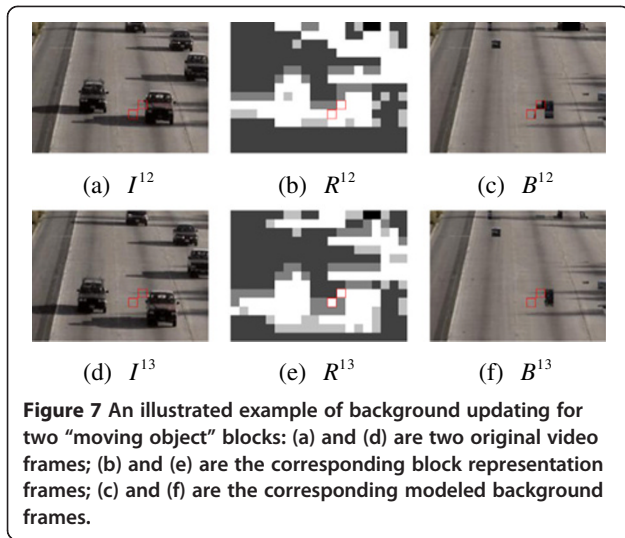 (a) I¹² (b) R¹² (c) B¹²
(d) I¹³ (e) R¹³ (f) B¹³
Figure 7 An illustrated example of background updating for
two “moving object” blocks: (a) and (d) are two original video
frames; (b) and (e) are the corresponding block representation
frames; (c) and (f) are the corresponding modeled background
frames.